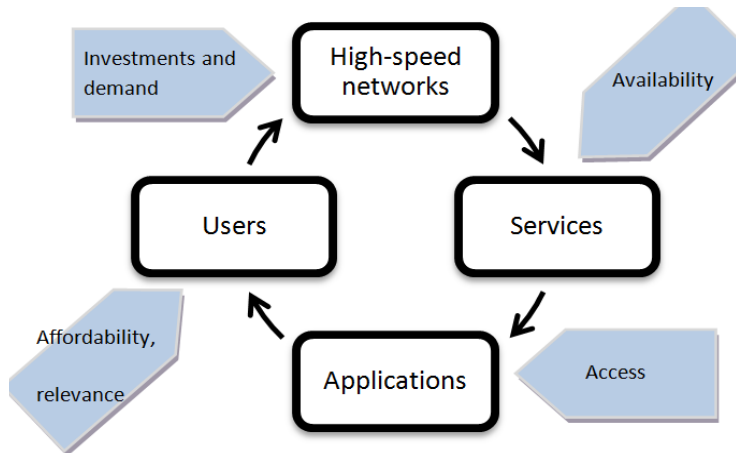 Investments and
demand
High-speed
networks
Availability
Users
Services
Affordability,
relevance
Applications
Access